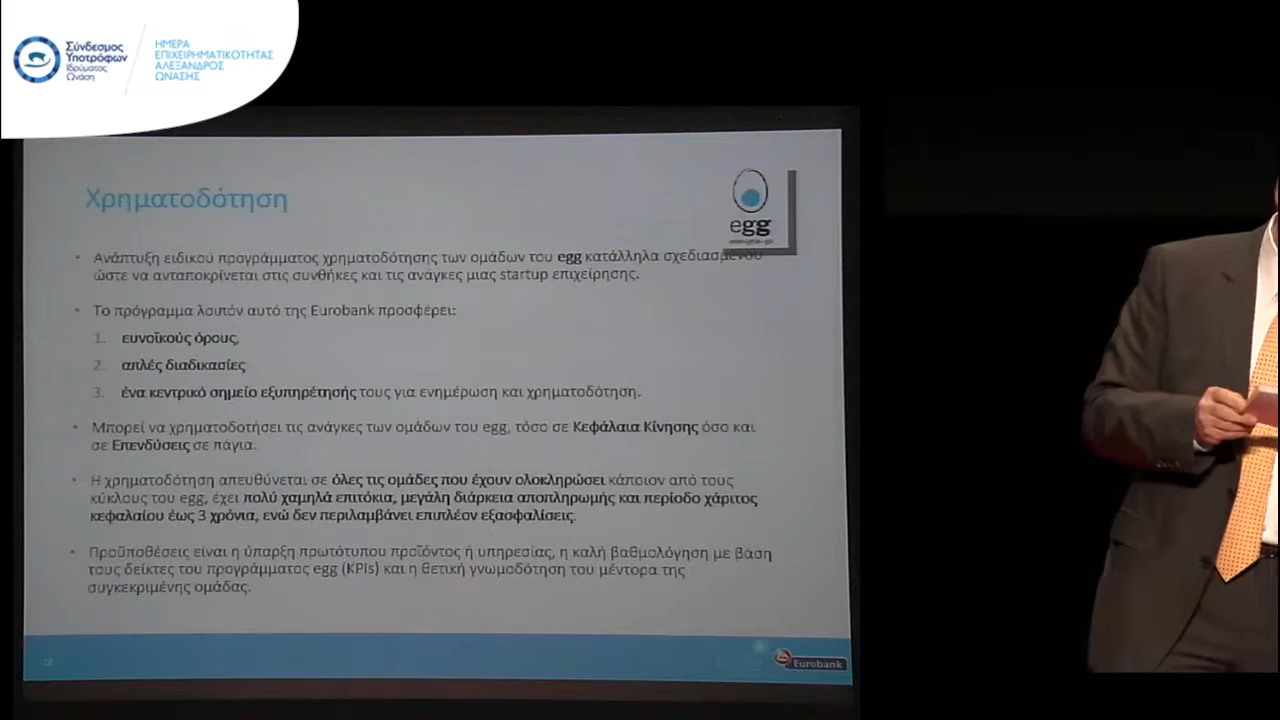 Σύνδεσμος
Υποτρόφων
Ιδρύματος
Ωνάση
ΗΜΕΡΑ
ΕΠΙΧΕΙΡΗΜΑΤΙΚΟΤΗΤΑΣ
ΑΛΕΞΑΝΔΡΟΣ
ΩΝΑΣΗΣ
Χρηματοδότηση
egg
• Ανάπτυξη ειδικού προγράμματος χρηματοδότησης των ομάδων του egg κατάλληλα σχεδιασμένου
ώστε να ανταποκρίνεται στις συνθήκες και τις ανάγκες μιας startup επιχείρησης.
• Το πρόγραμμα λοιπόν αυτό της Eurobank προσφέρει:
1. ευνοϊκούς όρους,
2. απλές διαδικασίες
3. ένα κεντρικό σημείο εξυπηρέτησής τους για ενημέρωση και χρηματοδότηση.
• Μπορεί να χρηματοδοτήσει τις ανάγκες των ομάδων του egg, τόσο σε Κεφάλαια Κίνησης όσο και
σε Επενδύσεις σε πάγια.
• Η χρηματοδότηση απευθύνεται σε όλες τις ομάδες που έχουν ολοκληρώσει κάποιον από τους
κύκλους του egg, έχει πολύ χαμηλά επιτόκια, μεγάλη διάρκεια αποπληρωμής και περίοδο χάριτος
κεφαλαίου έως 3 χρόνια, ενώ δεν περιλαμβάνει επιπλέον εξασφαλίσεις.
• Προϋποθέσεις είναι η ύπαρξη πρωτότυπου προϊόντος ή υπηρεσίας, η καλή βαθμολόγηση με βάση
τους δείκτες του προγράμματος egg (KPIs) και η θετική γνωμοδότηση του μέντορα της
συγκεκριμένης ομάδας.
18
Eurobank